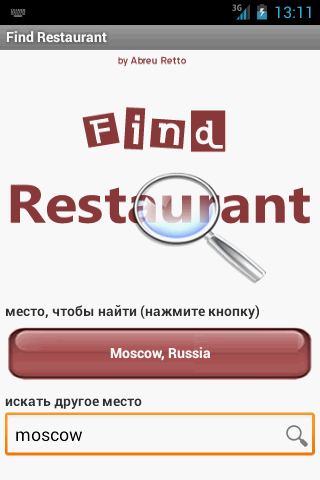 3G 13:11
Find Restaurant
by Abreu Retto
Find
Restaurant
место, чтобы найти (нажмите кнопку)
Moscow, Russia
искать другое место
moscow